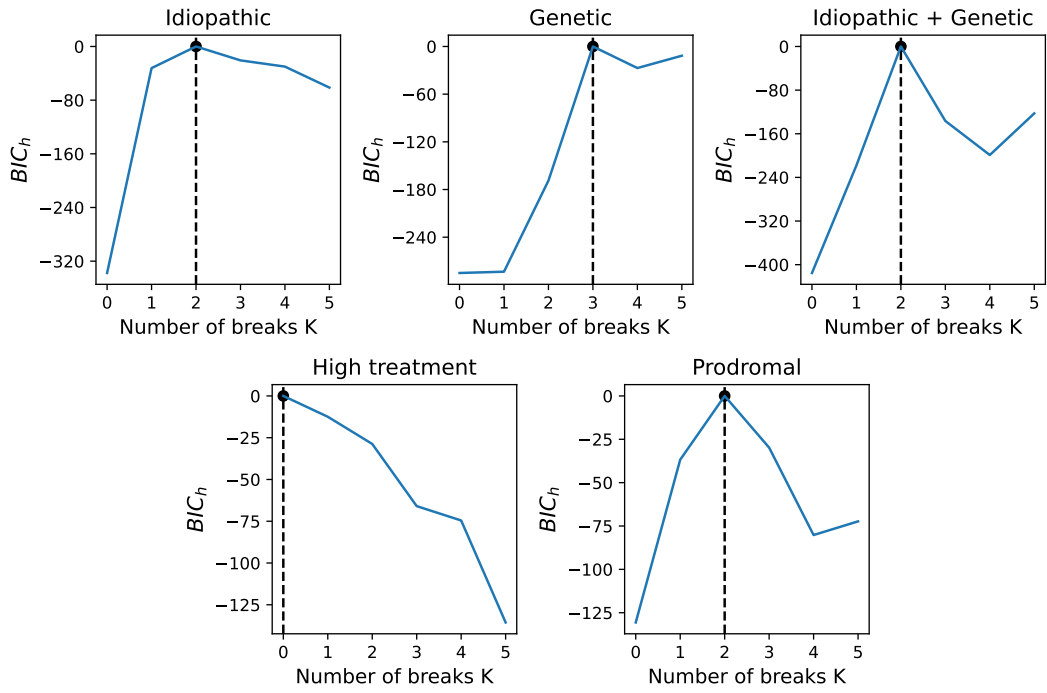 Idiopathic
0
−80
−160
−240
−320
BIC_h
0 1 2 3 4 5
Number of breaks K
Genetic
0
−60
−120
−180
−240
BIC_h
0 1 2 3 4 5
Number of breaks K
Idiopathic + Genetic
0
−80
−160
−240
−320
−400
BIC_h
0 1 2 3 4 5
Number of breaks K
High treatment
0
−25
−50
−75
−100
−125
BIC_h
0 1 2 3 4 5
Number of breaks K
Prodromal
0
−25
−50
−75
−100
−125
BIC_h
0 1 2 3 4 5
Number of breaks K